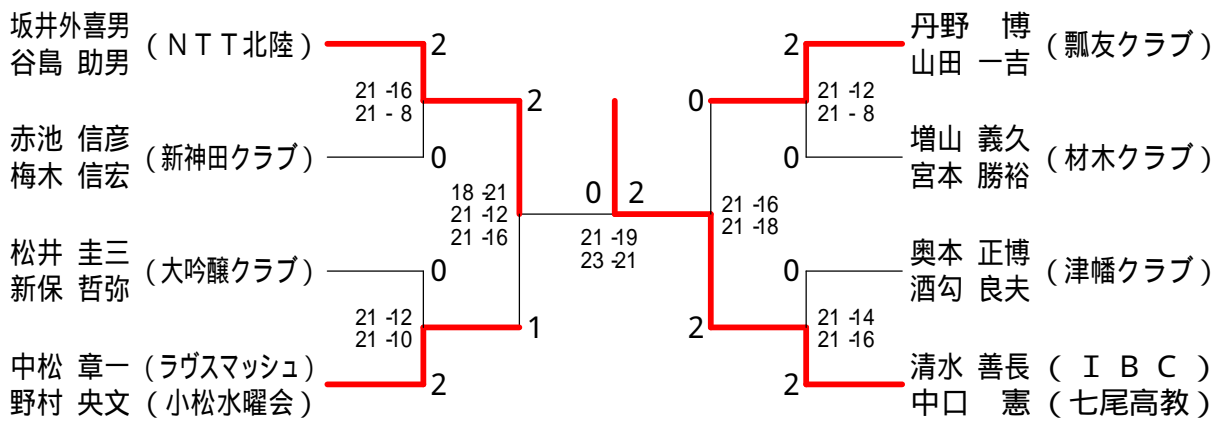 坂井外喜男
谷島 助男
(NTT北陸)
2
21 -16
21 - 8
赤池 信彦
梅木 信宏
(新神田クラブ)
0
2
18 -21
21 -12
21 -16
松井 圭三
新保 哲弥
(大吟醸クラブ)
0
21 -12
21 -10
1
中松 章一 (ラヴスマッシュ)
野村 央文 (小松水曜会)
2
0 2
21 -19
23 -21
丹野 博
山田 一吉
(瓢友クラブ)
2
21 -12
21 - 8
0
増山 義久
宮本 勝裕
(材木クラブ)
0
21 -16
21 -18
奥本 正博
酒勾 良夫
(津幡クラブ)
0
21 -14
21 -16
2
清水 善長 (IBC)
中口 憲 (七尾高教)
2